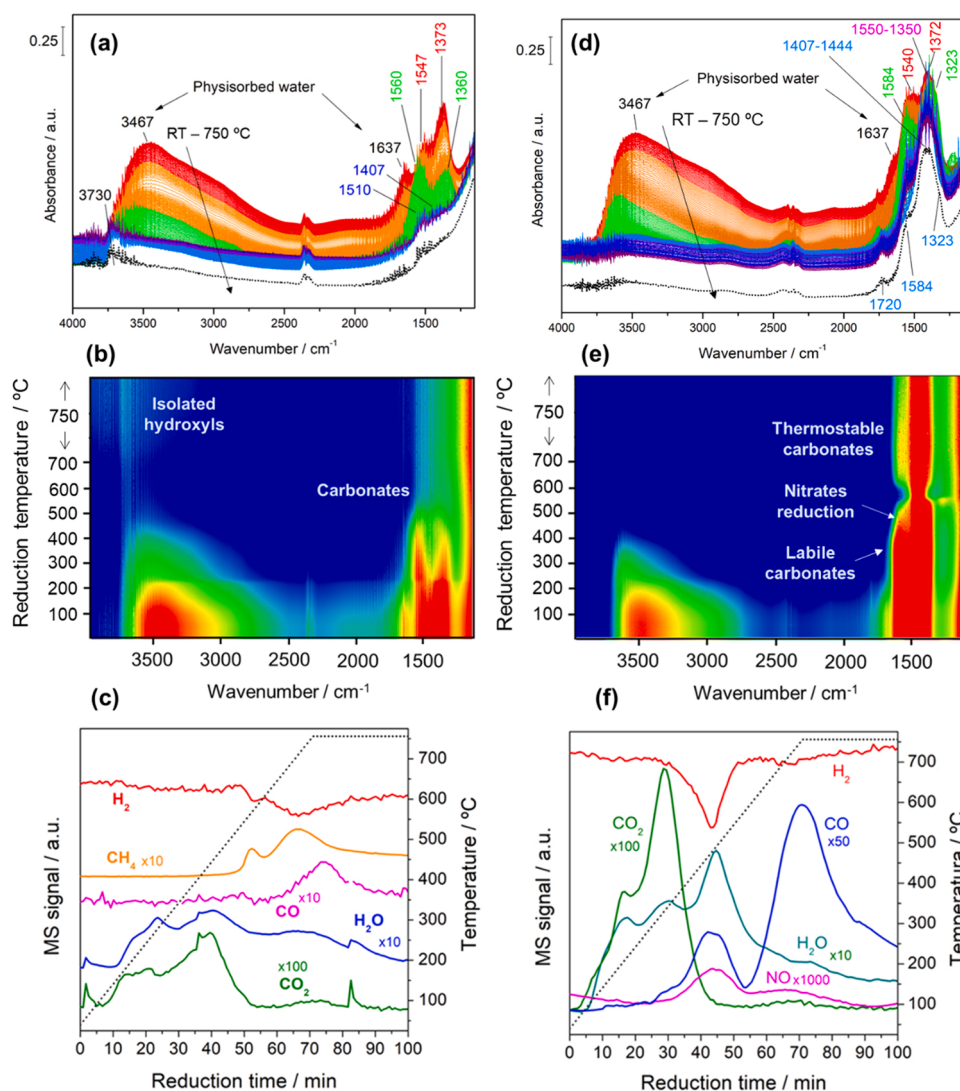 (a)
0.25
Physisorbed water
3467
RT – 750 ºC
3730
1637
1560
1547
1373
1360
1407
1510
Absorbance / a.u.
4000 3500 3000 2500 2000 1500
Wavenumber / cm-1
(d)
0.25
1550-1350
1407-1444
1372
1323
1584
1540
Physisorbed water
3467
RT – 750 ºC
1637
1323
1584
1720
Absorbance / a.u.
4000 3500 3000 2500 2000 1500
Wavenumber / cm-1
(b)
Isolated
hydroxyls
Carbonates
Reduction temperature / ºC
750
700
600
500
400
300
200
100
3500 3000 2500 2000 1500
Wavenumber / cm-1
(e)
Thermostable
carbonates
Nitrates
reduction
Labile
carbonates
Reduction temperature / ºC
750
700
600
500
400
300
200
100
3500 3000 2500 2000 1500
Wavenumber / cm-1
(c)
H2
CH4 x10
CO x10
H2O
x10
x100
CO2
MS signal / a.u.
Temperature / ºC
700
600
500
400
300
200
100
0 10 20 30 40 50 60 70 80 90 100
Reduction time / min
(f)
H2
CO2
x100
CO
x50
H2O
x10
NOx1000
MS signal / a.u.
Temperature / ºC
700
600
500
400
300
200
100
0 10 20 30 40 50 60 70 80 90 100
Reduction time / min